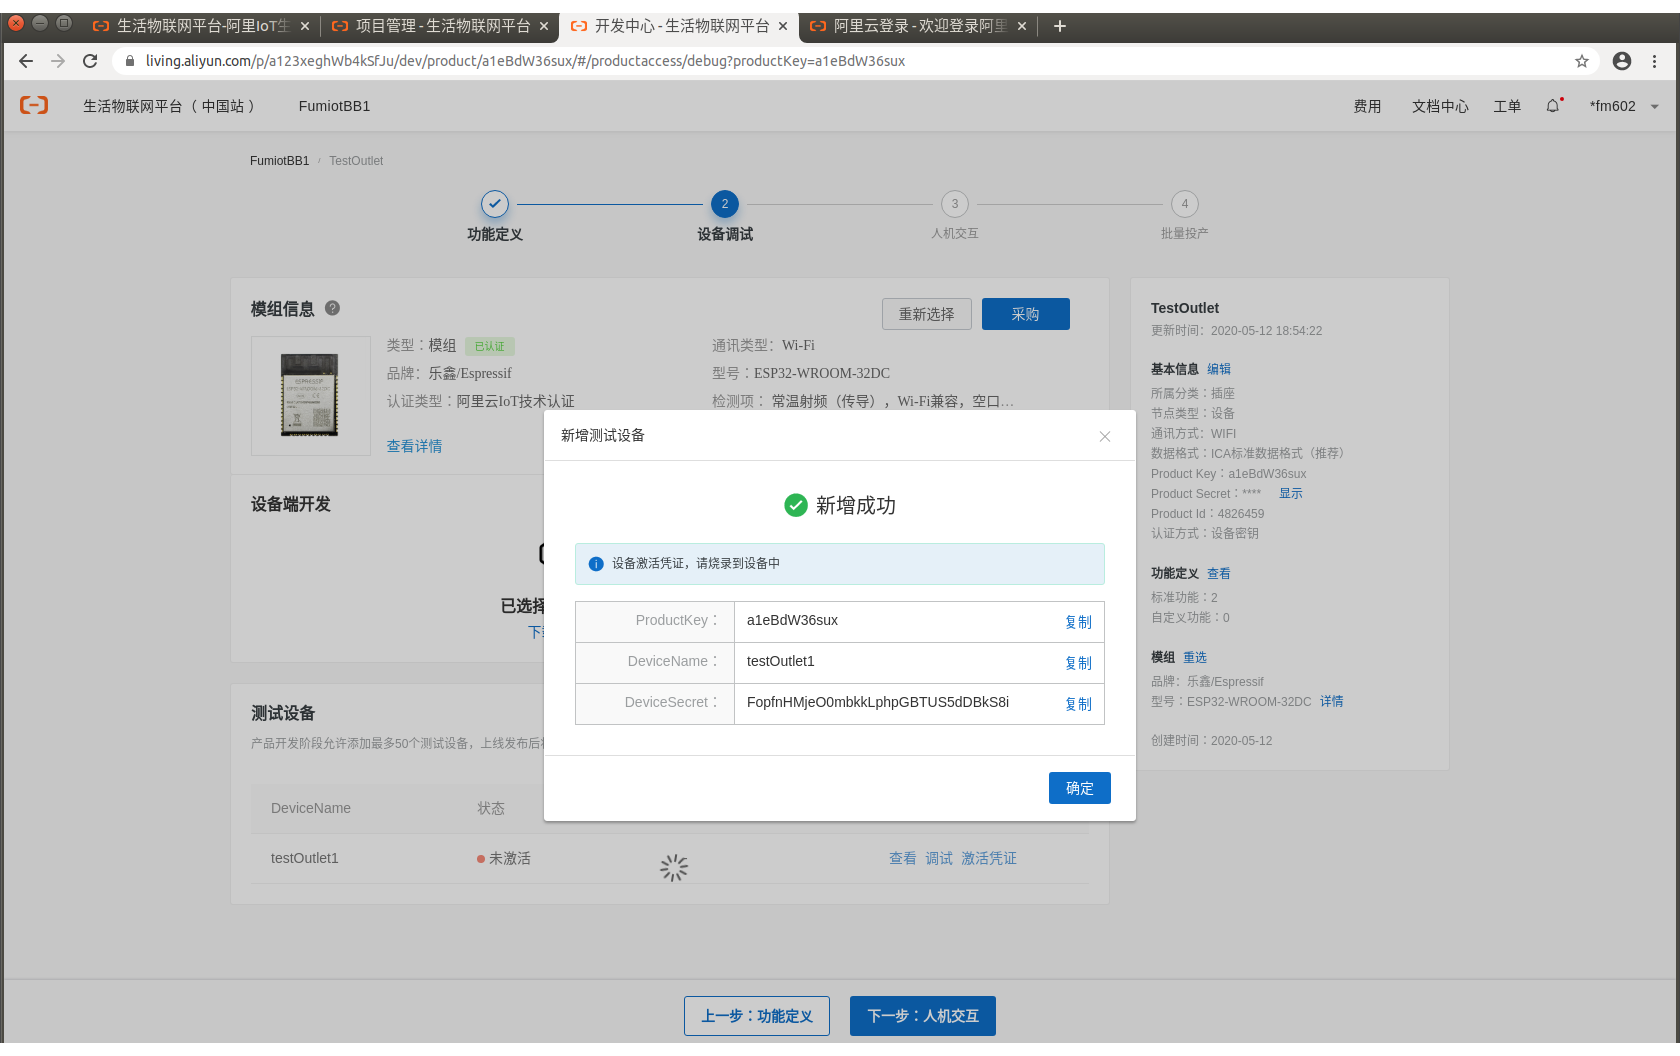 生活物联网平台-阿里IoT生
项目管理 - 生活物联网平台
开发中心 - 生活物联网平台
阿里云登录 - 欢迎登录阿里
living.aliyun.com/p/a123xeghWb4kSfJu/dev/product/a1eBdW36sux/#/productaccess/debug?productKey=a1eBdW36sux
生活物联网平台（ 中国站 ）
FumiotBB1
费用
文档中心
工单
*fm602
FumiotBB1 / TestOutlet
2
3
4
功能定义
设备调试
人机交互
批量投产
模组信息
重新选择
采购
类型：模组 已认证
通讯类型：Wi-Fi
品牌：乐鑫/Espressif
型号：ESP32-WROOM-32DC
认证类型：阿里云IoT技术认证
检测项： 常温射频（传导），Wi-Fi兼容，空口…
查看详情
设备端开发
已选择
下
测试设备
产品开发阶段允许添加最多50个测试设备，上线发布后
DeviceName
状态
testOutlet1
未激活
查看 调试 激活凭证
新增测试设备
新增成功
设备激活凭证，请烧录到设备中
ProductKey： a1eBdW36sux 复制
DeviceName： testOutlet1 复制
DeviceSecret： FopfnHMjeO0mbkkLphpGBTUS5dDBkS8i 复制
确定
TestOutlet
更新时间：2020-05-12 18:54:22
基本信息 编辑
所属分类：插座
节点类型：设备
通讯方式：WIFI
数据格式：ICA标准数据格式（推荐）
Product Key：a1eBdW36sux
Product Secret：**** 显示
Product Id：4826459
认证方式：设备密钥
功能定义 查看
标准功能：2
自定义功能：0
模组 重选
品牌：乐鑫/Espressif
型号：ESP32-WROOM-32DC 详情
创建时间：2020-05-12
上一步：功能定义
下一步：人机交互